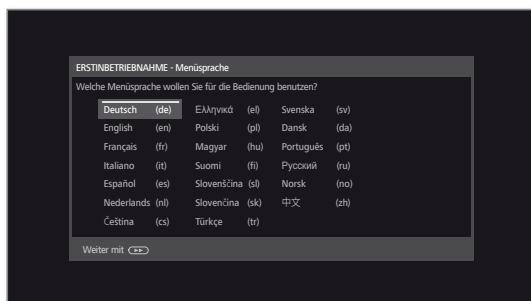 ERSTINBETRIEBNAHME - Menüsprache
Welche Menüsprache wollen Sie für die Bedienung benutzen?
Deutsch (de) Ελληνικά (el) Svenska (sv)
English (en) Polski (pl) Dansk (da)
Français (fr) Magyar (hu) Português (pt)
Italiano (it) Suomi (fi) Русский (ru)
Español (es) Slovenščina (sl) Norsk (no)
Nederlands (nl) Slovenčina (sk) 中文 (zh)
Čeština (cs) Türkçe (tr)
Weiter mit